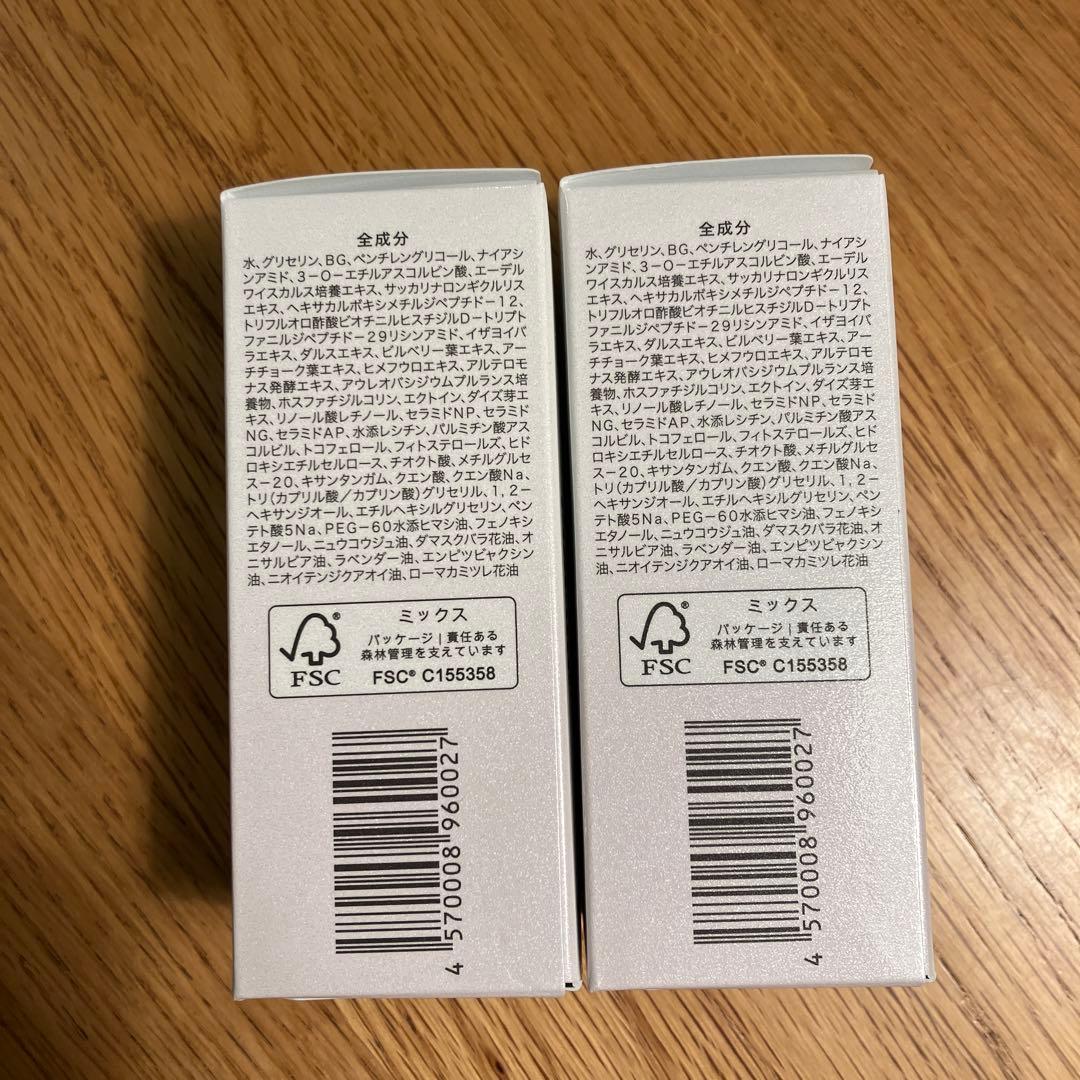 全成分
水、グリセリン、BG、ペンチレングリコール、ナイアシ
ンアミド、3-O-エチルアスコルビン酸、エーデル
ワイスカルス培養エキス、サッカリナロンギクルリス
エキス、ヘキサカルボキシメチルジペプチド-12、
トリフルオロ酢酸ビオチニルヒスチジルD-トリプト
ファニルジペプチド-29リシンアミド、イザヨイバ
ラエキス、ダルスエキス、ビルベリー葉エキス、アー
チチョーク葉エキス、ヒメフウロエキス、アルテロモ
ナス発酵エキス、アウレオバシジウムプルランス培
養物、ホスファチジルコリン、エクトイン、ダイズ芽エ
キス、リノール酸レチノール、セラミドNP、セラミド
NG、セラミドAP、水添レシチン、パルミチン酸アス
コルビル、トコフェロール、フィトステロールズ、ヒド
ロキシエチルセルロース、チオクト酸、メチルグルセ
ス-20、キサンタンガム、クエン酸、クエン酸Na、
トリ(カプリル酸/カプリン酸)グリセリル、1,2-
ヘキサンジオール、エチルヘキシルグリセリン、ペン
テト酸5Na、PEG-60水添ヒマシ油、フェノキシ
エタノール、ニュウコウジュ油、ダマスクバラ花油、オ
ニサルビア油、ラベンダー油、エンピツビャクシン
油、ニオイテンジクアオイ油、ローマカミツレ花油
ミックス
パッケージ|責任ある
森林管理を支えています
FSC
FSC® C155358
4 570008 960027
全成分
水、グリセリン、BG、ペンチレングリコール、ナイアシ
ンアミド、3-O-エチルアスコルビン酸、エーデル
ワイスカルス培養エキス、サッカリナロンギクルリス
エキス、ヘキサカルボキシメチルジペプチド-12、
トリフルオロ酢酸ビオチニルヒスチジルD-トリプト
ファニルジペプチド-29リシンアミド、イザヨイバ
ラエキス、ダルスエキス、ビルベリー葉エキス、アー
チチョーク葉エキス、ヒメフウロエキス、アルテロモ
ナス発酵エキス、アウレオバシジウムプルランス培
養物、ホスファチジルコリン、エクトイン、ダイズ芽エ
キス、リノール酸レチノール、セラミドNP、セラミド
NG、セラミドAP、水添レシチン、パルミチン酸アス
コルビル、トコフェロール、フィトステロールズ、ヒド
ロキシエチルセルロース、チオクト酸、メチルグルセ
ス-20、キサンタンガム、クエン酸、クエン酸Na、
トリ(カプリル酸/カプリン酸)グリセリル、1,2-
ヘキサンジオール、エチルヘキシルグリセリン、ペン
テト酸5Na、PEG-60水添ヒマシ油、フェノキシ
エタノール、ニュウコウジュ油、ダマスクバラ花油、オ
ニサルビア油、ラベンダー油、エンピツビャクシン
油、ニオイテンジクアオイ油、ローマカミツレ花油
ミックス
パッケージ|責任ある
森林管理を支えています
FSC
FSC® C155358
4 570008 960027